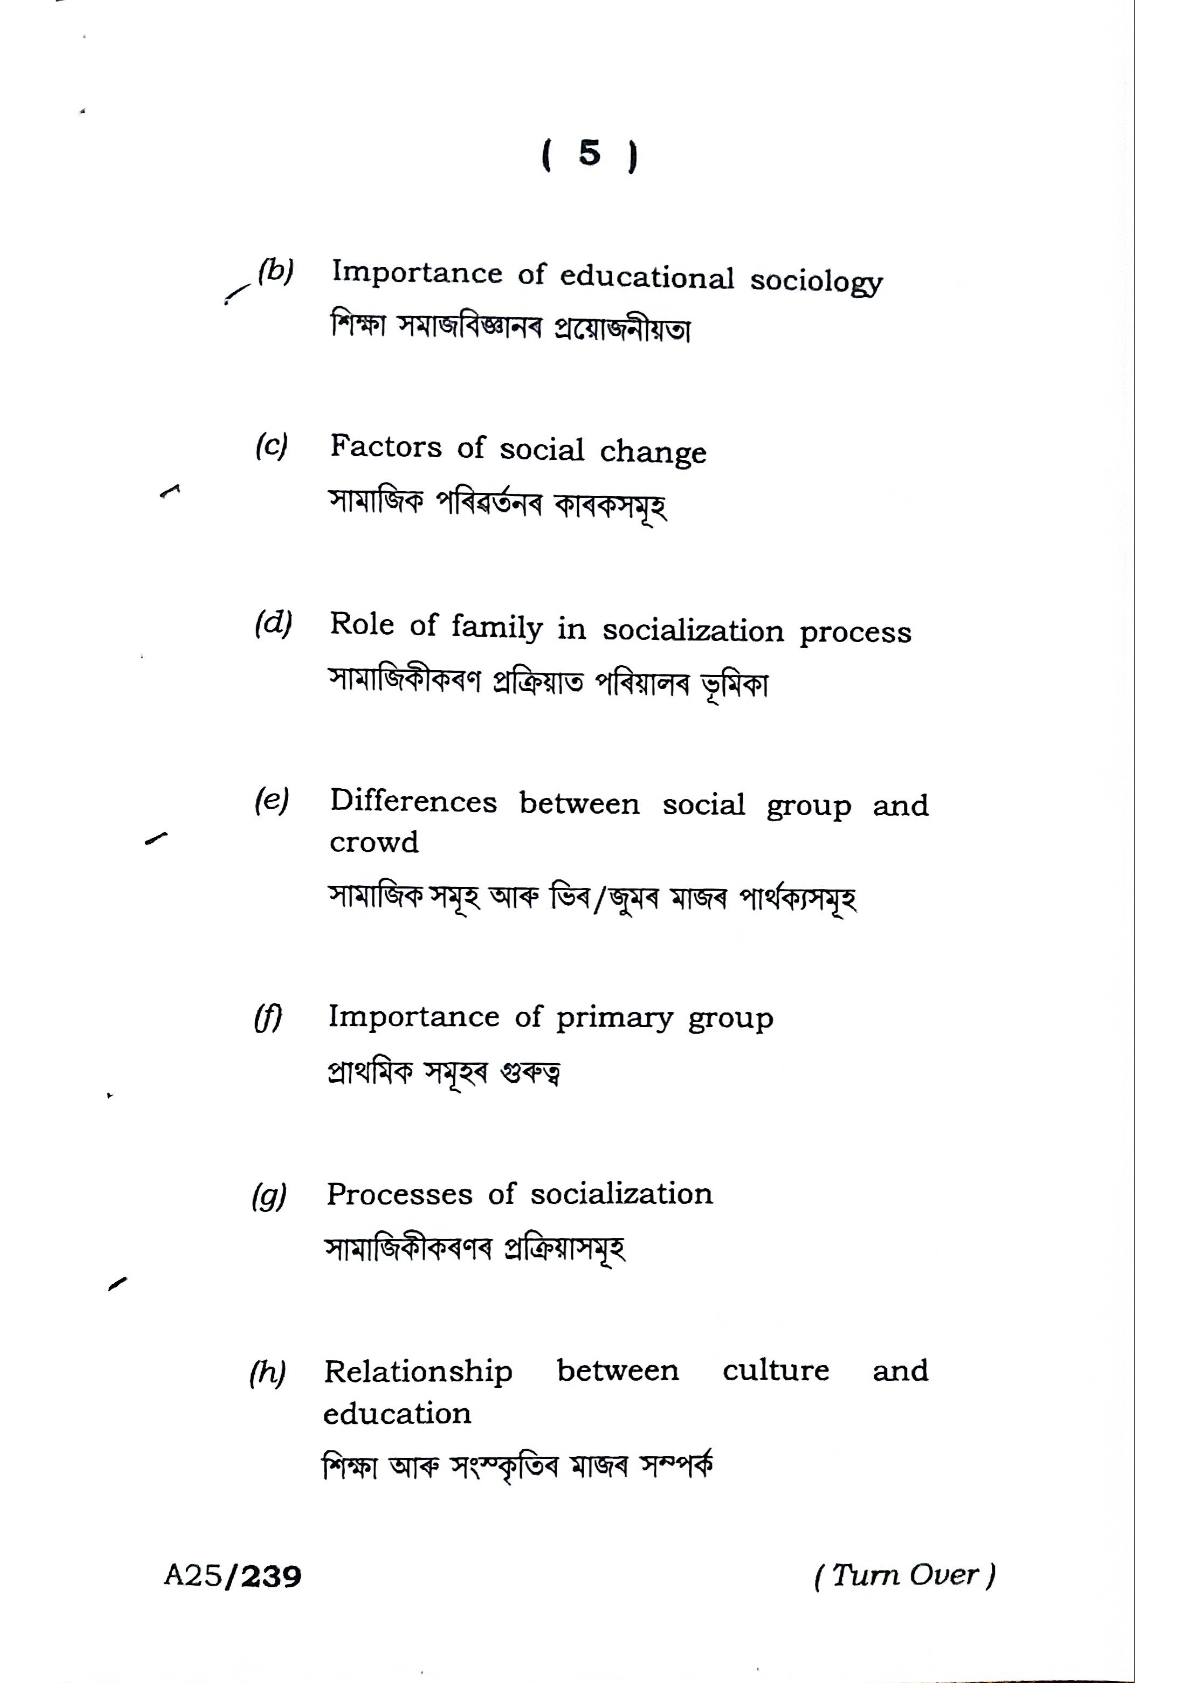 ( 5 )
(b) Importance of educational sociology
শিক্ষা সমাজবিজ্ঞানৰ প্ৰয়োজনীয়তা
(c) Factors of social change
সামাজিক পৰিৱৰ্তনৰ কাৰকসমূহ
(d) Role of family in socialization process
সামাজিকীকৰণ প্ৰক্ৰিয়াত পৰিয়ালৰ ভূমিকা
(e) Differences between social group and
crowd
সামাজিক সমূহ আৰু ভিৰ/জুমৰ মাজৰ পাৰ্থক্যসমূহ
(f) Importance of primary group
প্ৰাথমিক সমূহৰ গুৰুত্ব
(g) Processes of socialization
সামাজিকীকৰণৰ প্ৰক্ৰিয়াসমূহ
(h) Relationship between culture and
education
শিক্ষা আৰু সংস্কৃতিৰ মাজৰ সম্পৰ্ক
A25/239 ( Turn Over )